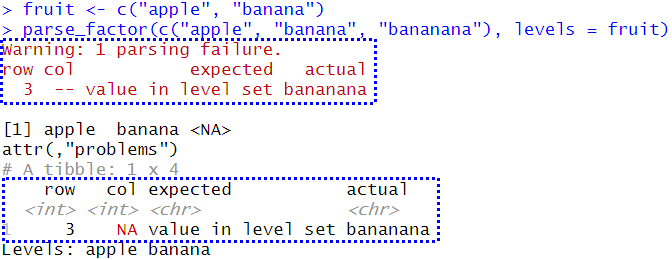 > fruit <- c("apple", "banana")
> parse_factor(c("apple", "banana", "bananana"), levels = fruit)
Warning: 1 parsing failure.
row col expected actual
3 -- value in level set bananana
[1] apple banana <NA>
attr(,"problems")
# A tibble: 1 x 4
row col expected actual
<int> <int> <chr> <chr>
1 3 NA value in level set bananana
Levels: apple banana